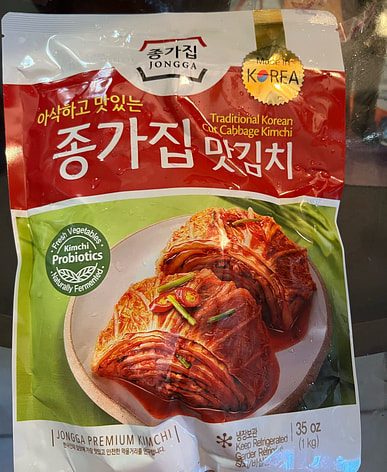 종가집
JONGGA
MADE IN
KOREA
아삭하고 맛있는
Traditional Korean
Cut Cabbage Kimchi
종가집 맛김치
Fresh Vegetables
Kimchi
Probiotics
Naturally Fermented
JONGGA PREMIUM KIMCHI
냉장보관
Keep Refrigerated
35 oz
(1 kg)